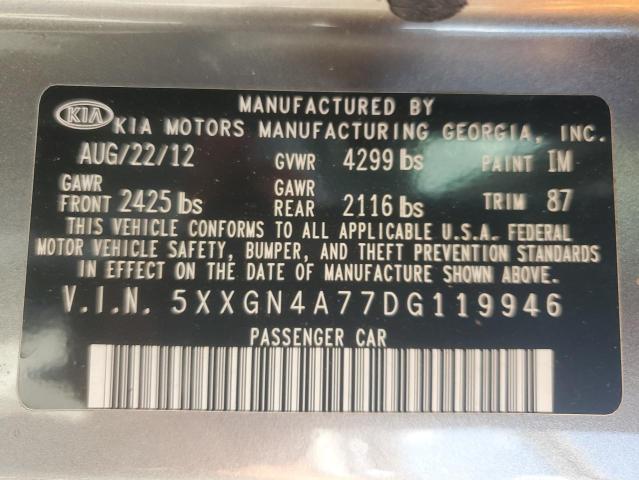 KIA
MANUFACTURED BY
KIA MOTORS MANUFACTURING GEORGIA, INC.
AUG/22/12 GVWR 4299 lbs PAINT IM
GAWR FRONT 2425 lbs GAWR REAR 2116 lbs TRIM 87
THIS VEHICLE CONFORMS TO ALL APPLICABLE U.S.A. FEDERAL
MOTOR VEHICLE SAFETY, BUMPER, AND THEFT PREVENTION STANDARDS
IN EFFECT ON THE DATE OF MANUFACTURE SHOWN ABOVE.
V.I.N. 5XXGN4A77DG119946
PASSENGER CAR